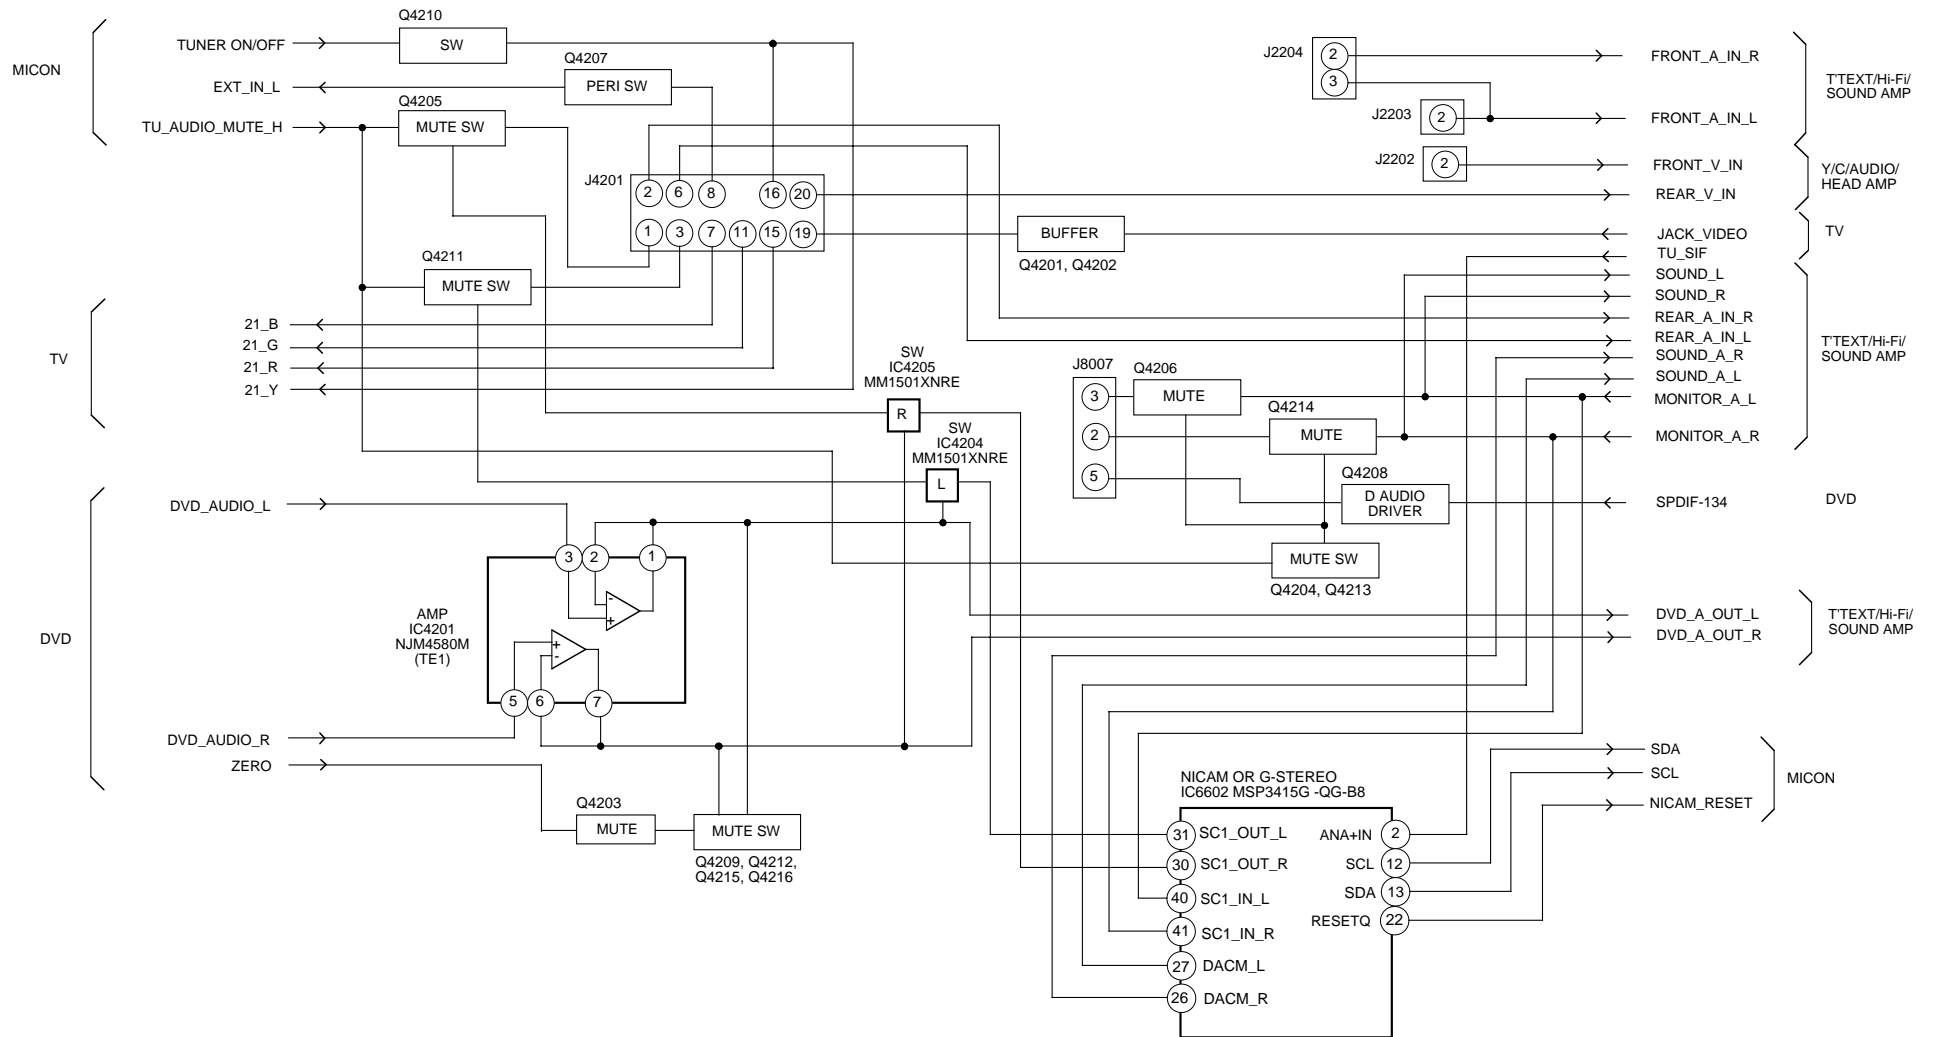 MICON
TUNER ON/OFF
EXT_IN_L
TU_AUDIO_MUTE_H
Q4210
SW
Q4207
PERI SW
Q4205
MUTE SW
J4201
2 6 8 16 20
1 3 7 11 15 19
Q4211
MUTE SW
TV
21_B
21_G
21_R
21_Y
SW
IC4205
MM1501XNRE
R
SW
IC4204
MM1501XNRE
L
DVD
DVD_AUDIO_L
3 2 1
-
+
AMP
IC4201
NJM4580M
(TE1)
+
-
5 6 7
DVD_AUDIO_R
ZERO
Q4203
MUTE
MUTE SW
Q4209, Q4212,
Q4215, Q4216
J2204
2
3
J2203
2
J2202
2
BUFFER
Q4201, Q4202
J8007
3
2
5
Q4206
MUTE
Q4214
MUTE
Q4208
D AUDIO
DRIVER
MUTE SW
Q4204, Q4213
FRONT_A_IN_R
FRONT_A_IN_L
T'TEXT/Hi-Fi/
SOUND AMP
FRONT_V_IN
REAR_V_IN
Y/C/AUDIO/
HEAD AMP
JACK_VIDEO
TV
TU_SIF
SOUND_L
SOUND_R
REAR_A_IN_R
REAR_A_IN_L
SOUND_A_R
SOUND_A_L
MONITOR_A_L
MONITOR_A_R
T'TEXT/Hi-Fi/
SOUND AMP
SPDIF-134
DVD
DVD_A_OUT_L
DVD_A_OUT_R
T'TEXT/Hi-Fi/
SOUND AMP
SDA
SCL
NICAM_RESET
MICON
NICAM OR G-STEREO
IC6602 MSP3415G -QG-B8
31 SC1_OUT_L
30 SC1_OUT_R
40 SC1_IN_L
41 SC1_IN_R
27 DACM_L
26 DACM_R
ANA+IN 2
SCL 12
SDA 13
RESETQ 22